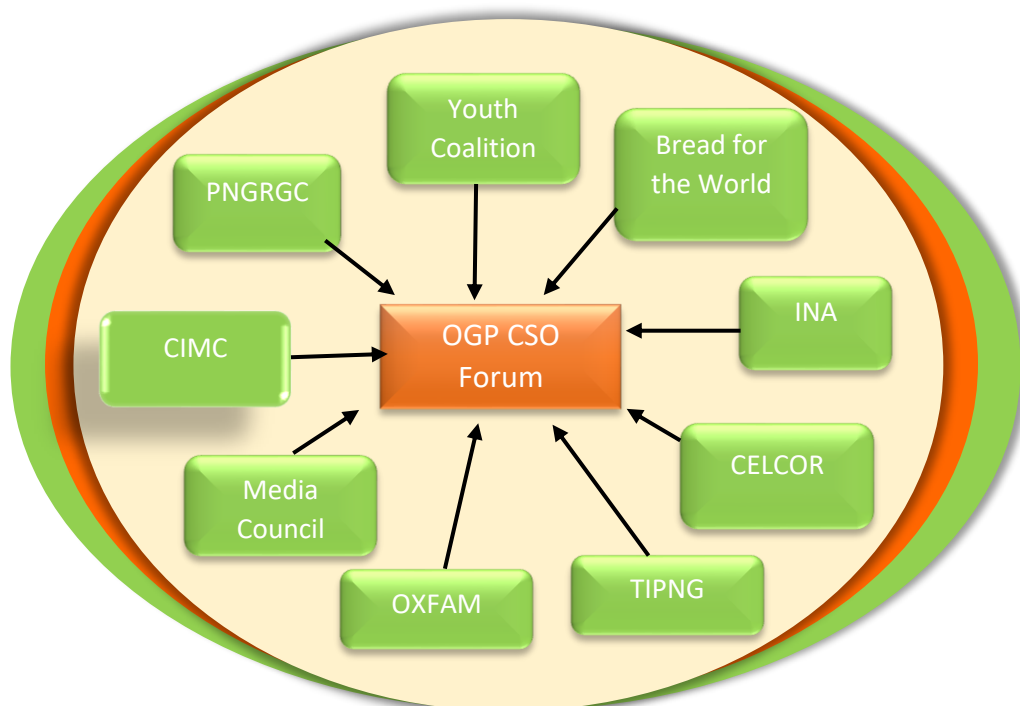 Youth
Coalition
Bread for
the World
PNGRGC
INA
CIMC
OGP CSO
Forum
CELCOR
Media
Council
OXFAM
TIPNG